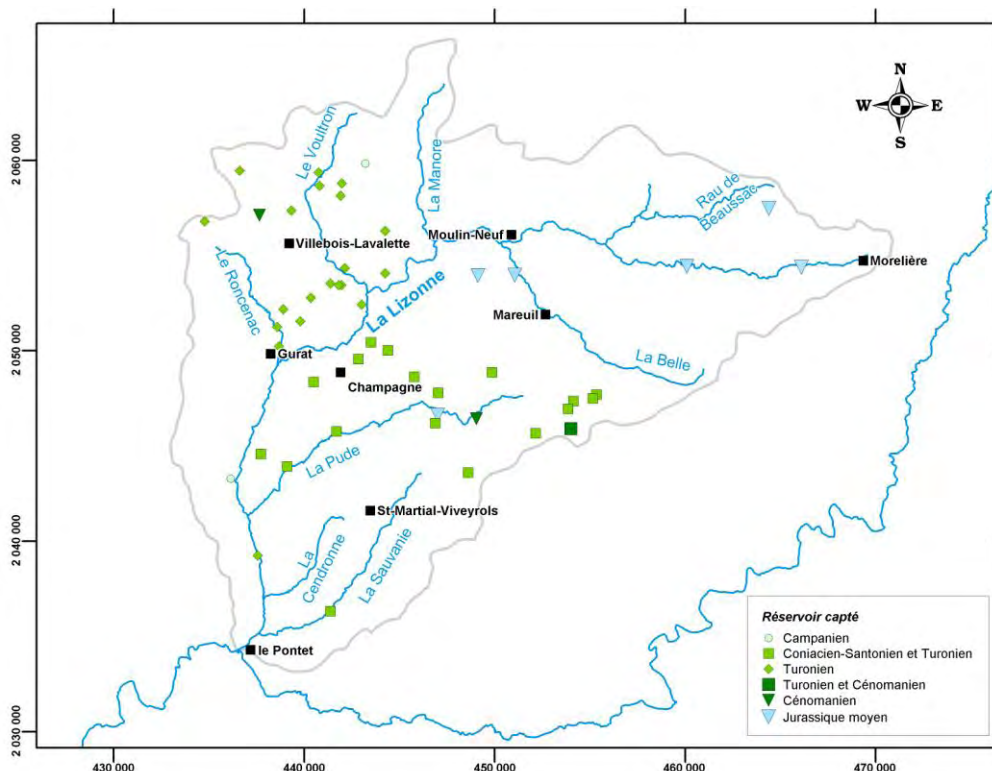 N
W E
S
2 060 000
2 050 000
2 040 000
2 030 000
Le Voultron
La Manore
Rau de
Beaussac
Moulin-Neuf
Villebois-Lavalette
Morelière
Le Roncenac
La Lizonne
Mareuil
Gurat
La Belle
Champagne
La Pude
St-Martial-Viveyrols
La
Cendronne
La Sauvanie
le Pontet
Réservoir capté
Campanien
Coniacien-Santonien et Turonien
Turonien
Turonien et Cénomanien
Cénomanien
Jurassique moyen
430 000 440 000 450 000 460 000 470 000